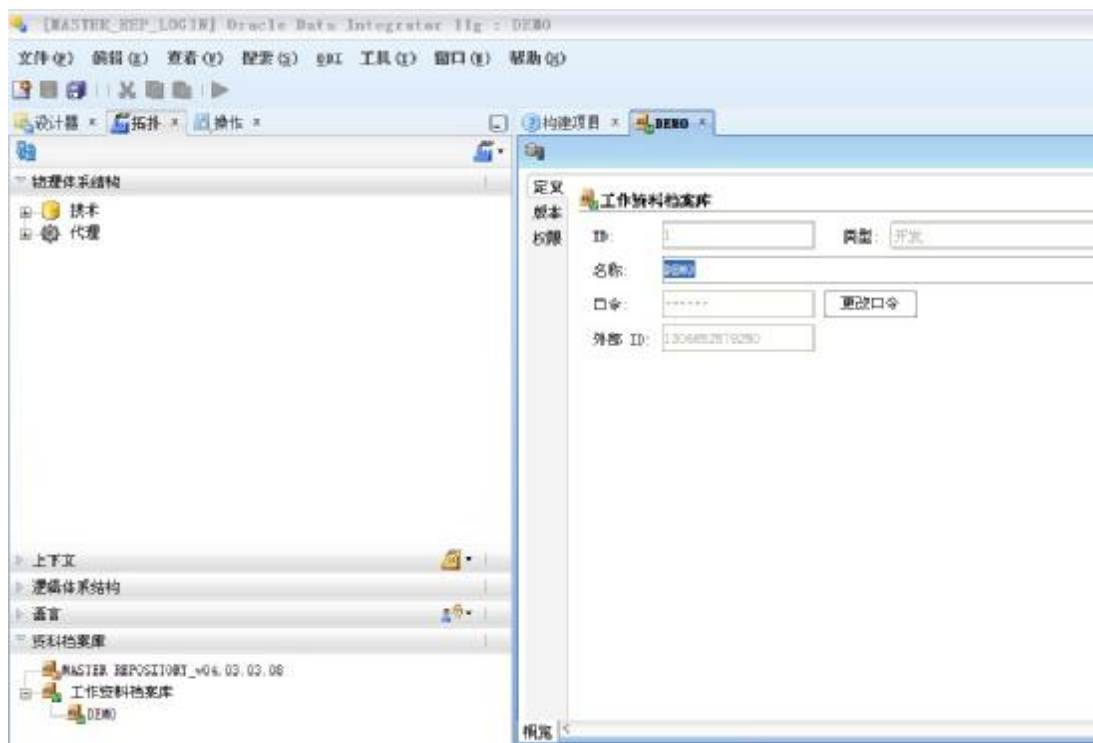 [MASTER_REP_LOGIN] Oracle Data Integrator 11g : DEMO
文件(F) 编辑(E) 查看(V) 搜索(S) ODI 工具(T) 窗口(W) 帮助(H)
设计器 拓扑 操作
物理体系结构
技术
代理
上下文
逻辑体系结构
语言
资料档案库
MASTER REPOSITORY_v04.03.03.08
工作资料档案库
DEMO
构建项目 DEMO
定义
版本
权限
工作资料档案库
ID: 1 类型: 开发
名称: DEMO
口令: ------ 更改口令
外部 ID:
概览